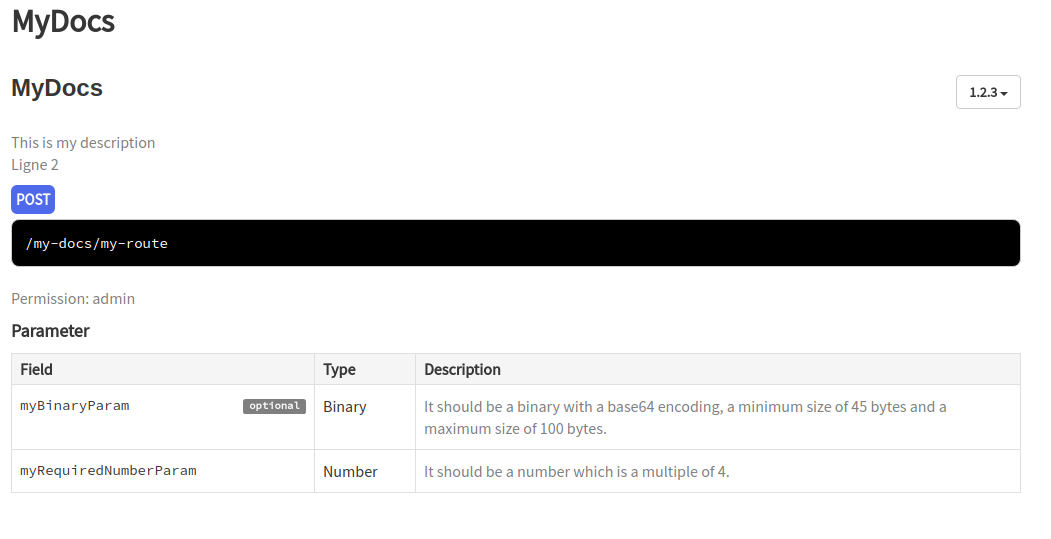 MyDocs
MyDocs
1.2.3
This is my description
Ligne 2
POST
/my-docs/my-route
Permission: admin
Parameter
Field Type Description
myBinaryParam optional Binary It should be a binary with a base64 encoding, a minimum size of 45 bytes and a
maximum size of 100 bytes.
myRequiredNumberParam Number It should be a number which is a multiple of 4.